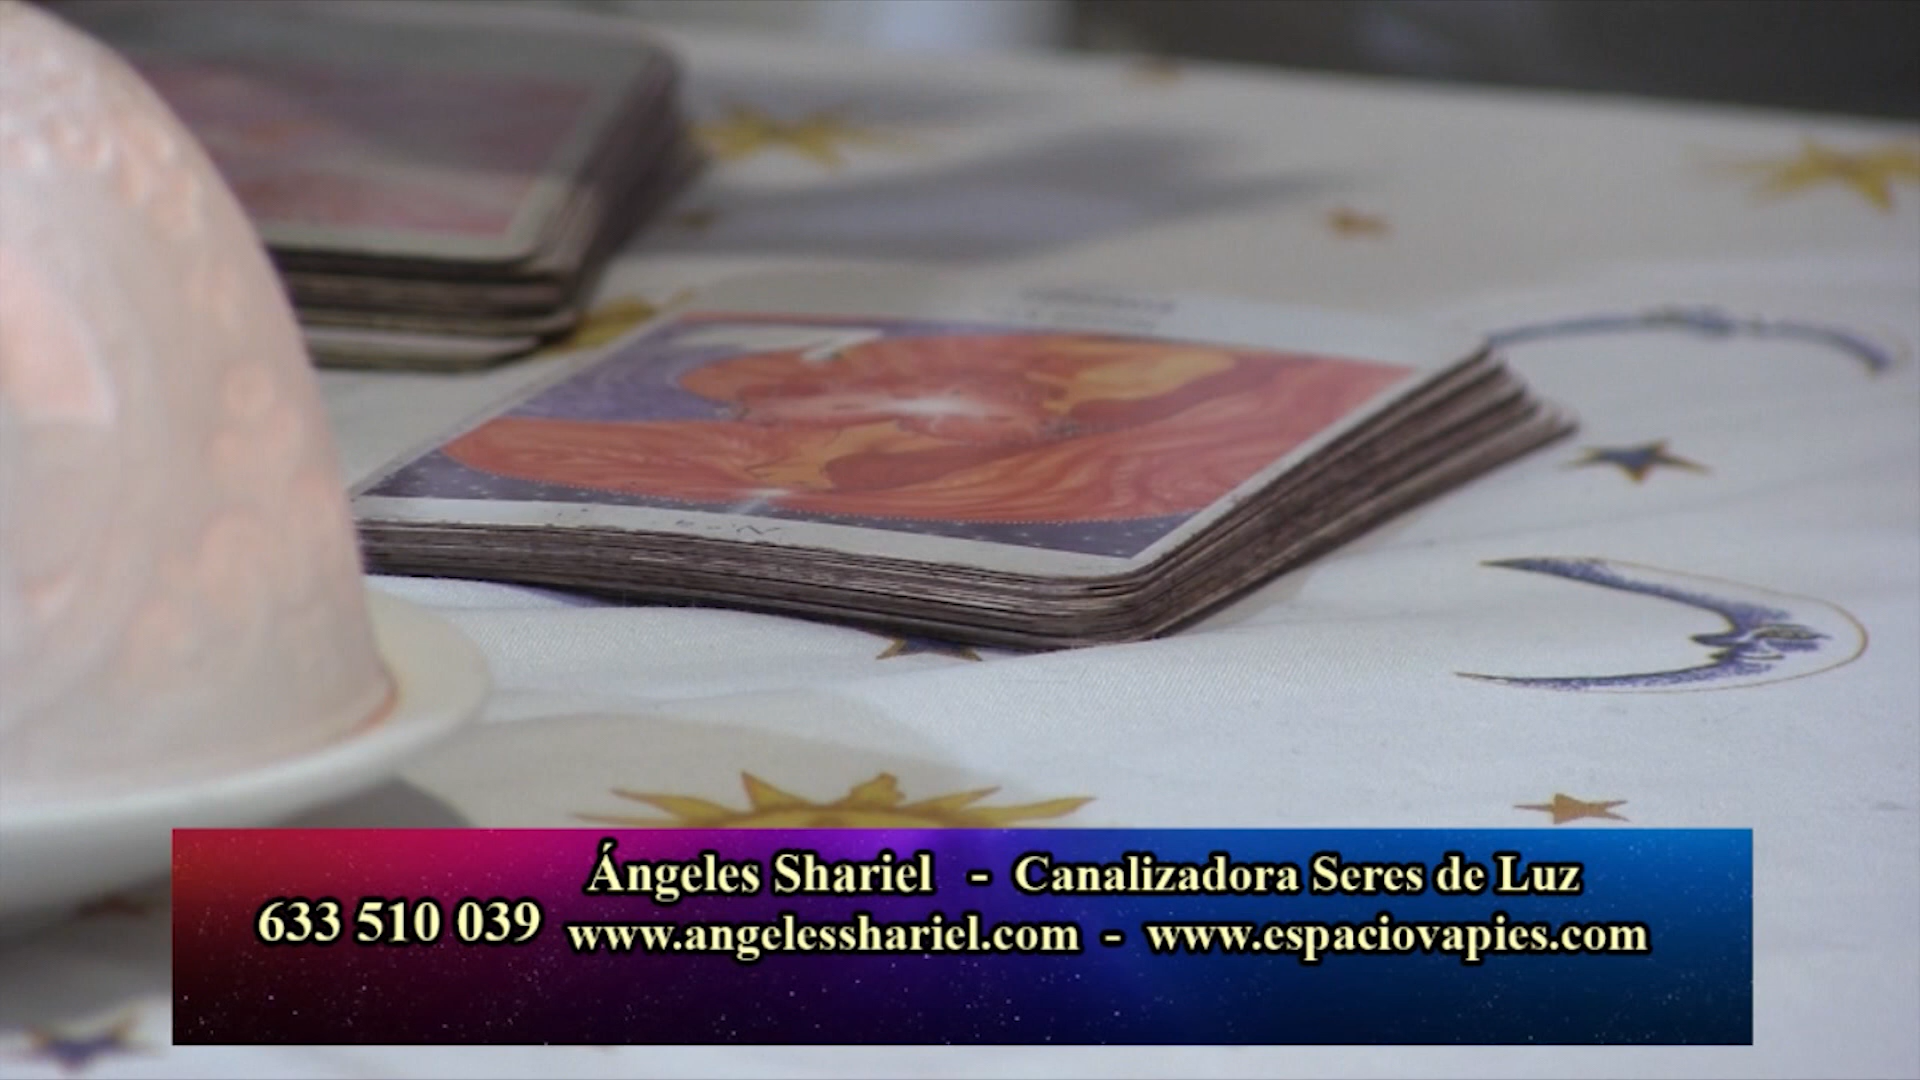 Ángeles Shariel - Canalizadora Seres de Luz
633 510 039
www.angelesshariel.com - www.espaciovapies.com